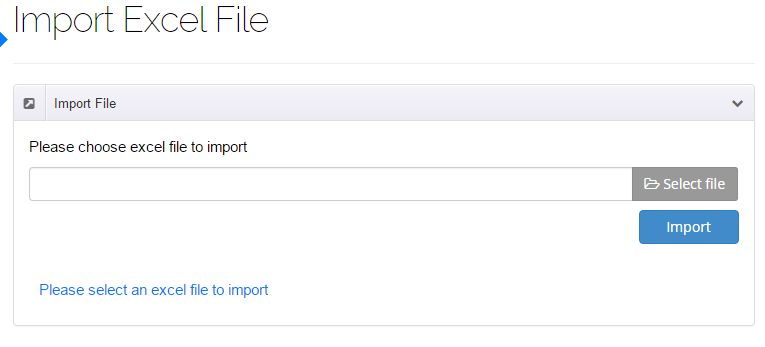 Import Excel File
Import File
Please choose excel file to import
Select file
Import
Please select an excel file to import